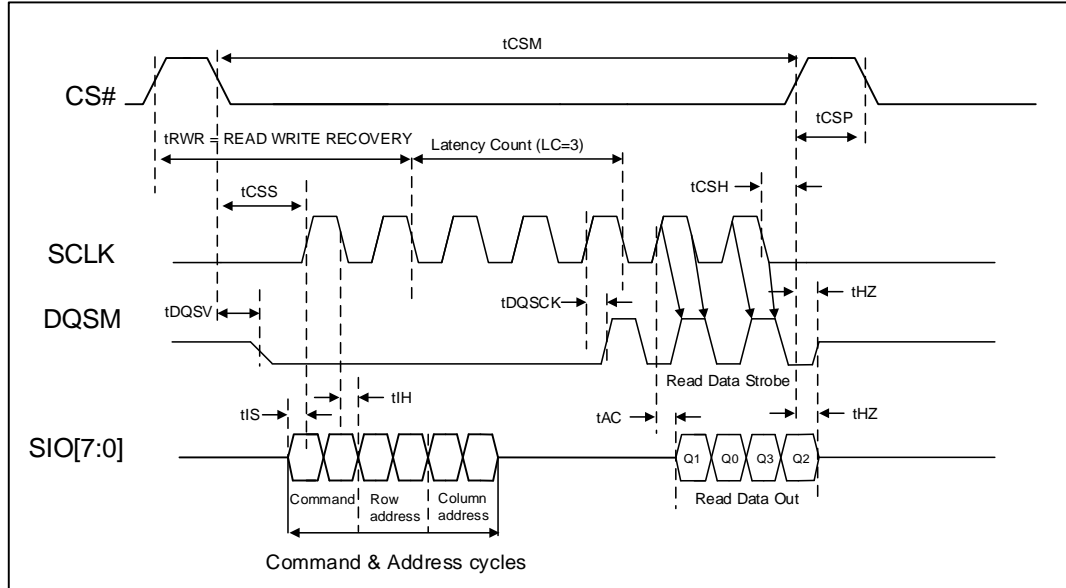 tCSM
CS#
tCSP
tRWR = READ WRITE RECOVERY
Latency Count (LC=3)
tCSS
tCSH
SCLK
tDQSV
tDQSCK
tHZ
DQSM
Read Data Strobe
tIS
tIH
tAC
tHZ
SIO[7:0]
Q1 Q0 Q3 Q2
Command
Row
address
Column
address
Read Data Out
Command & Address cycles